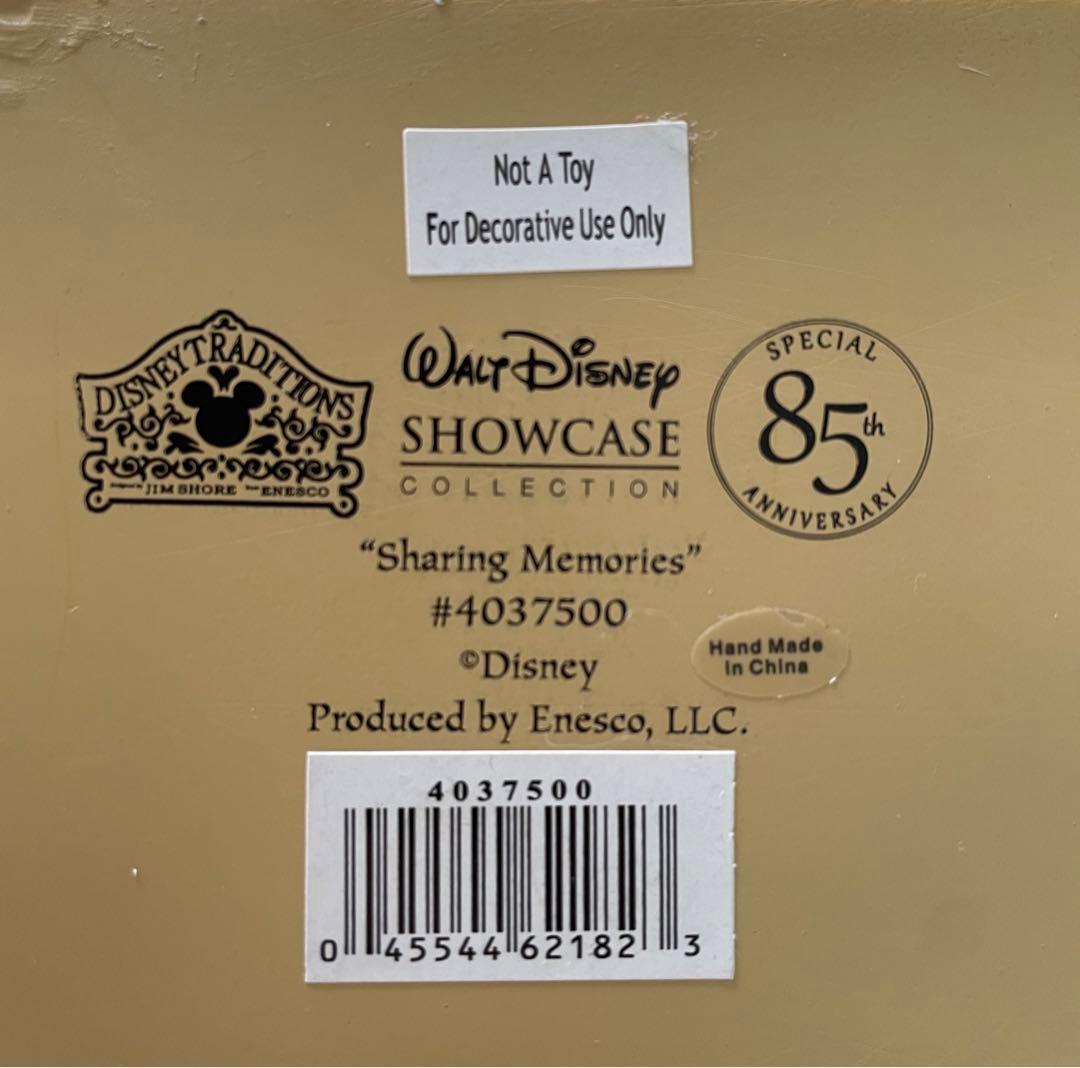 Not A Toy
For Decorative Use Only
DISNEY TRADITIONS
JIM SHORE ENESCO
WALT DISNEY
SHOWCASE
COLLECTION
SPECIAL
85th
ANNIVERSARY
“Sharing Memories”
#4037500
©Disney
Hand Made
In China
Produced by Enesco, LLC.
4037500
0 45544 62182 3